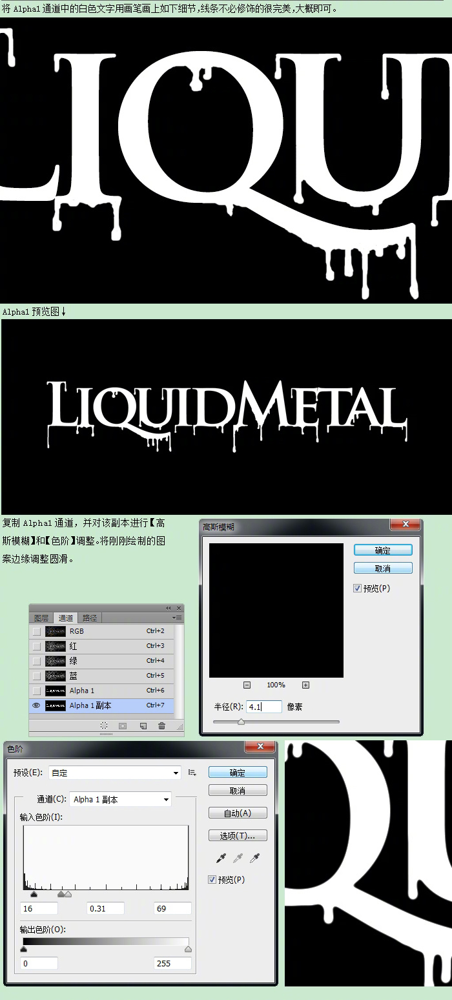 将 Alpha1 通道中的白色文字用画笔画上如下细节,线条不必修饰的很完美,大概即可。
LIQUI
Alpha1 预览图↓
LIQUIDMETAL
复制 Alpha1 通道，并对该副本进行【高
斯模糊】和【色阶】调整。将刚刚绘制的图
案边缘调整圆滑。
高斯模糊
确定
取消
预览(P)
100%
半径(R): 4.1 像素
图层 通道 路径
RGB Ctrl+2
红 Ctrl+3
绿 Ctrl+4
蓝 Ctrl+5
Alpha 1 Ctrl+6
Alpha 1 副本 Ctrl+7
色阶
预设(E): 自定
通道(C): Alpha 1 副本
输入色阶(I):
16 0.31 69
输出色阶(O):
0 255
确定
取消
自动(A)
选项(T)...
预览(P)
QU